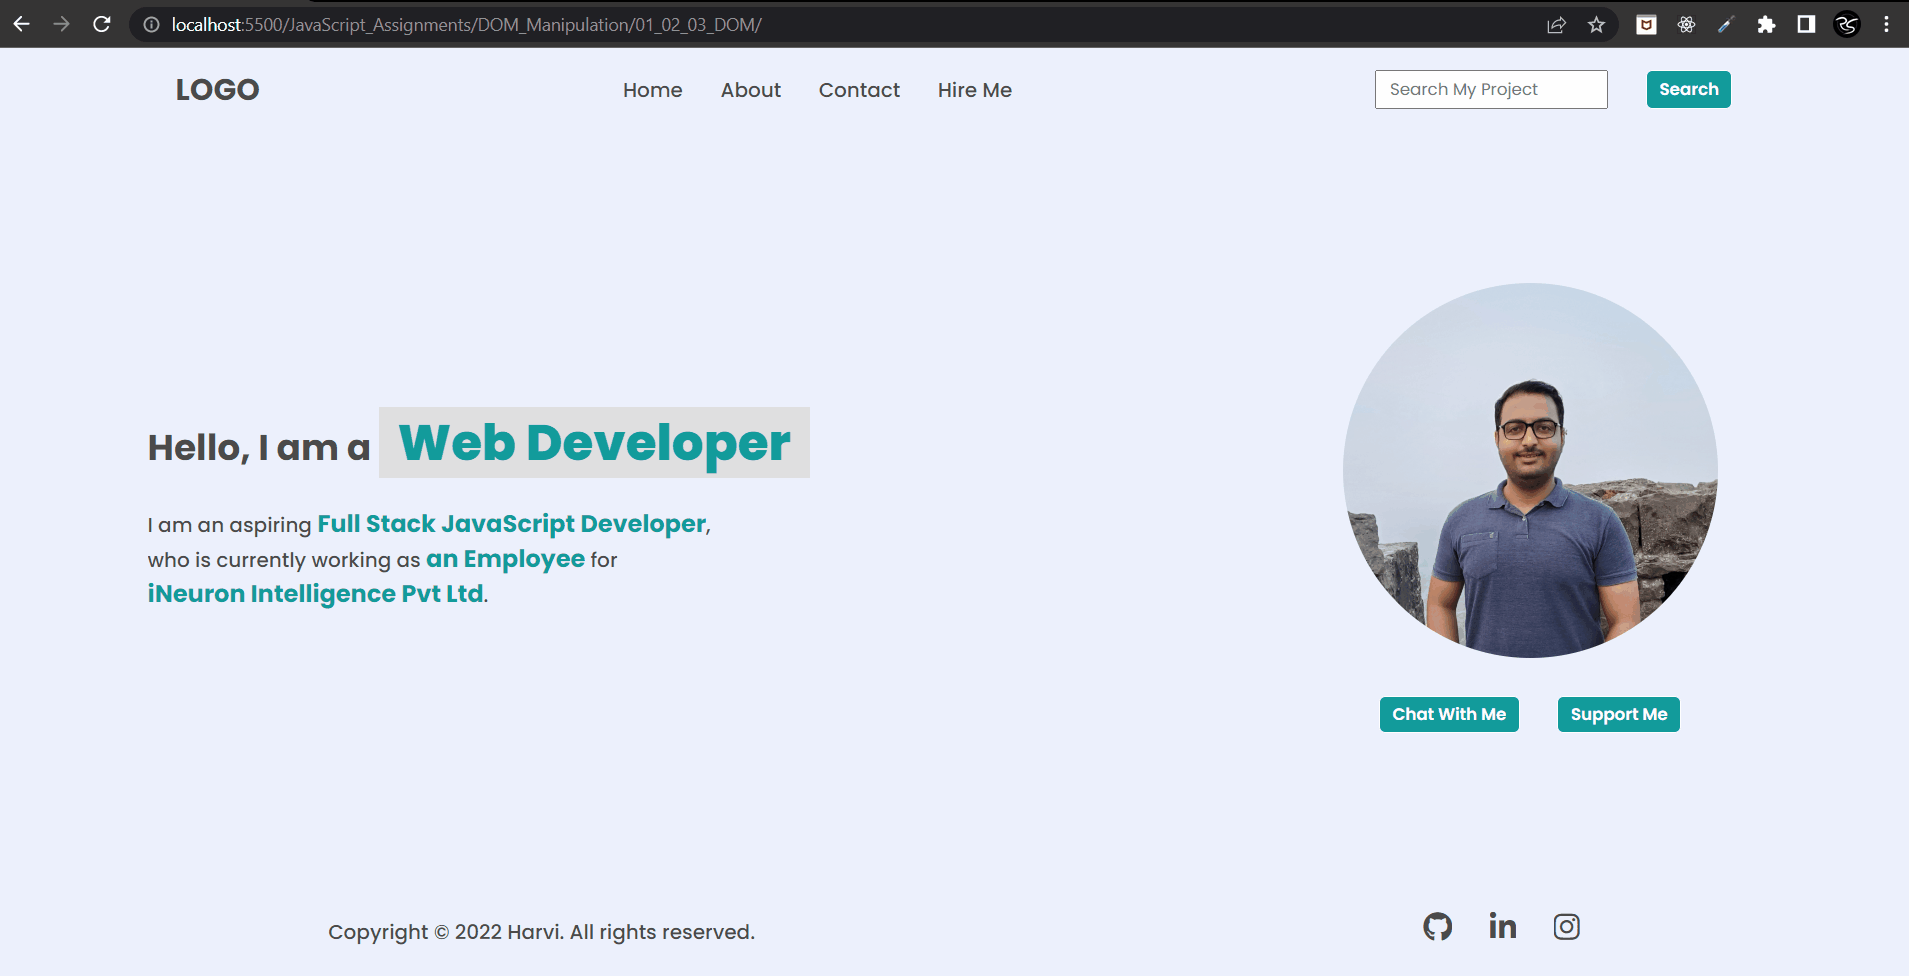 localhost:5500/JavaScript_Assignments/DOM_Manipulation/01_02_03_DOM/
LOGO Home About Contact Hire Me Search My Project Search
Hello, I am a Web Developer
I am an aspiring Full Stack JavaScript Developer,
who is currently working as an Employee for
iNeuron Intelligence Pvt Ltd.
Chat With Me Support Me
Copyright © 2022 Harvi. All rights reserved. in